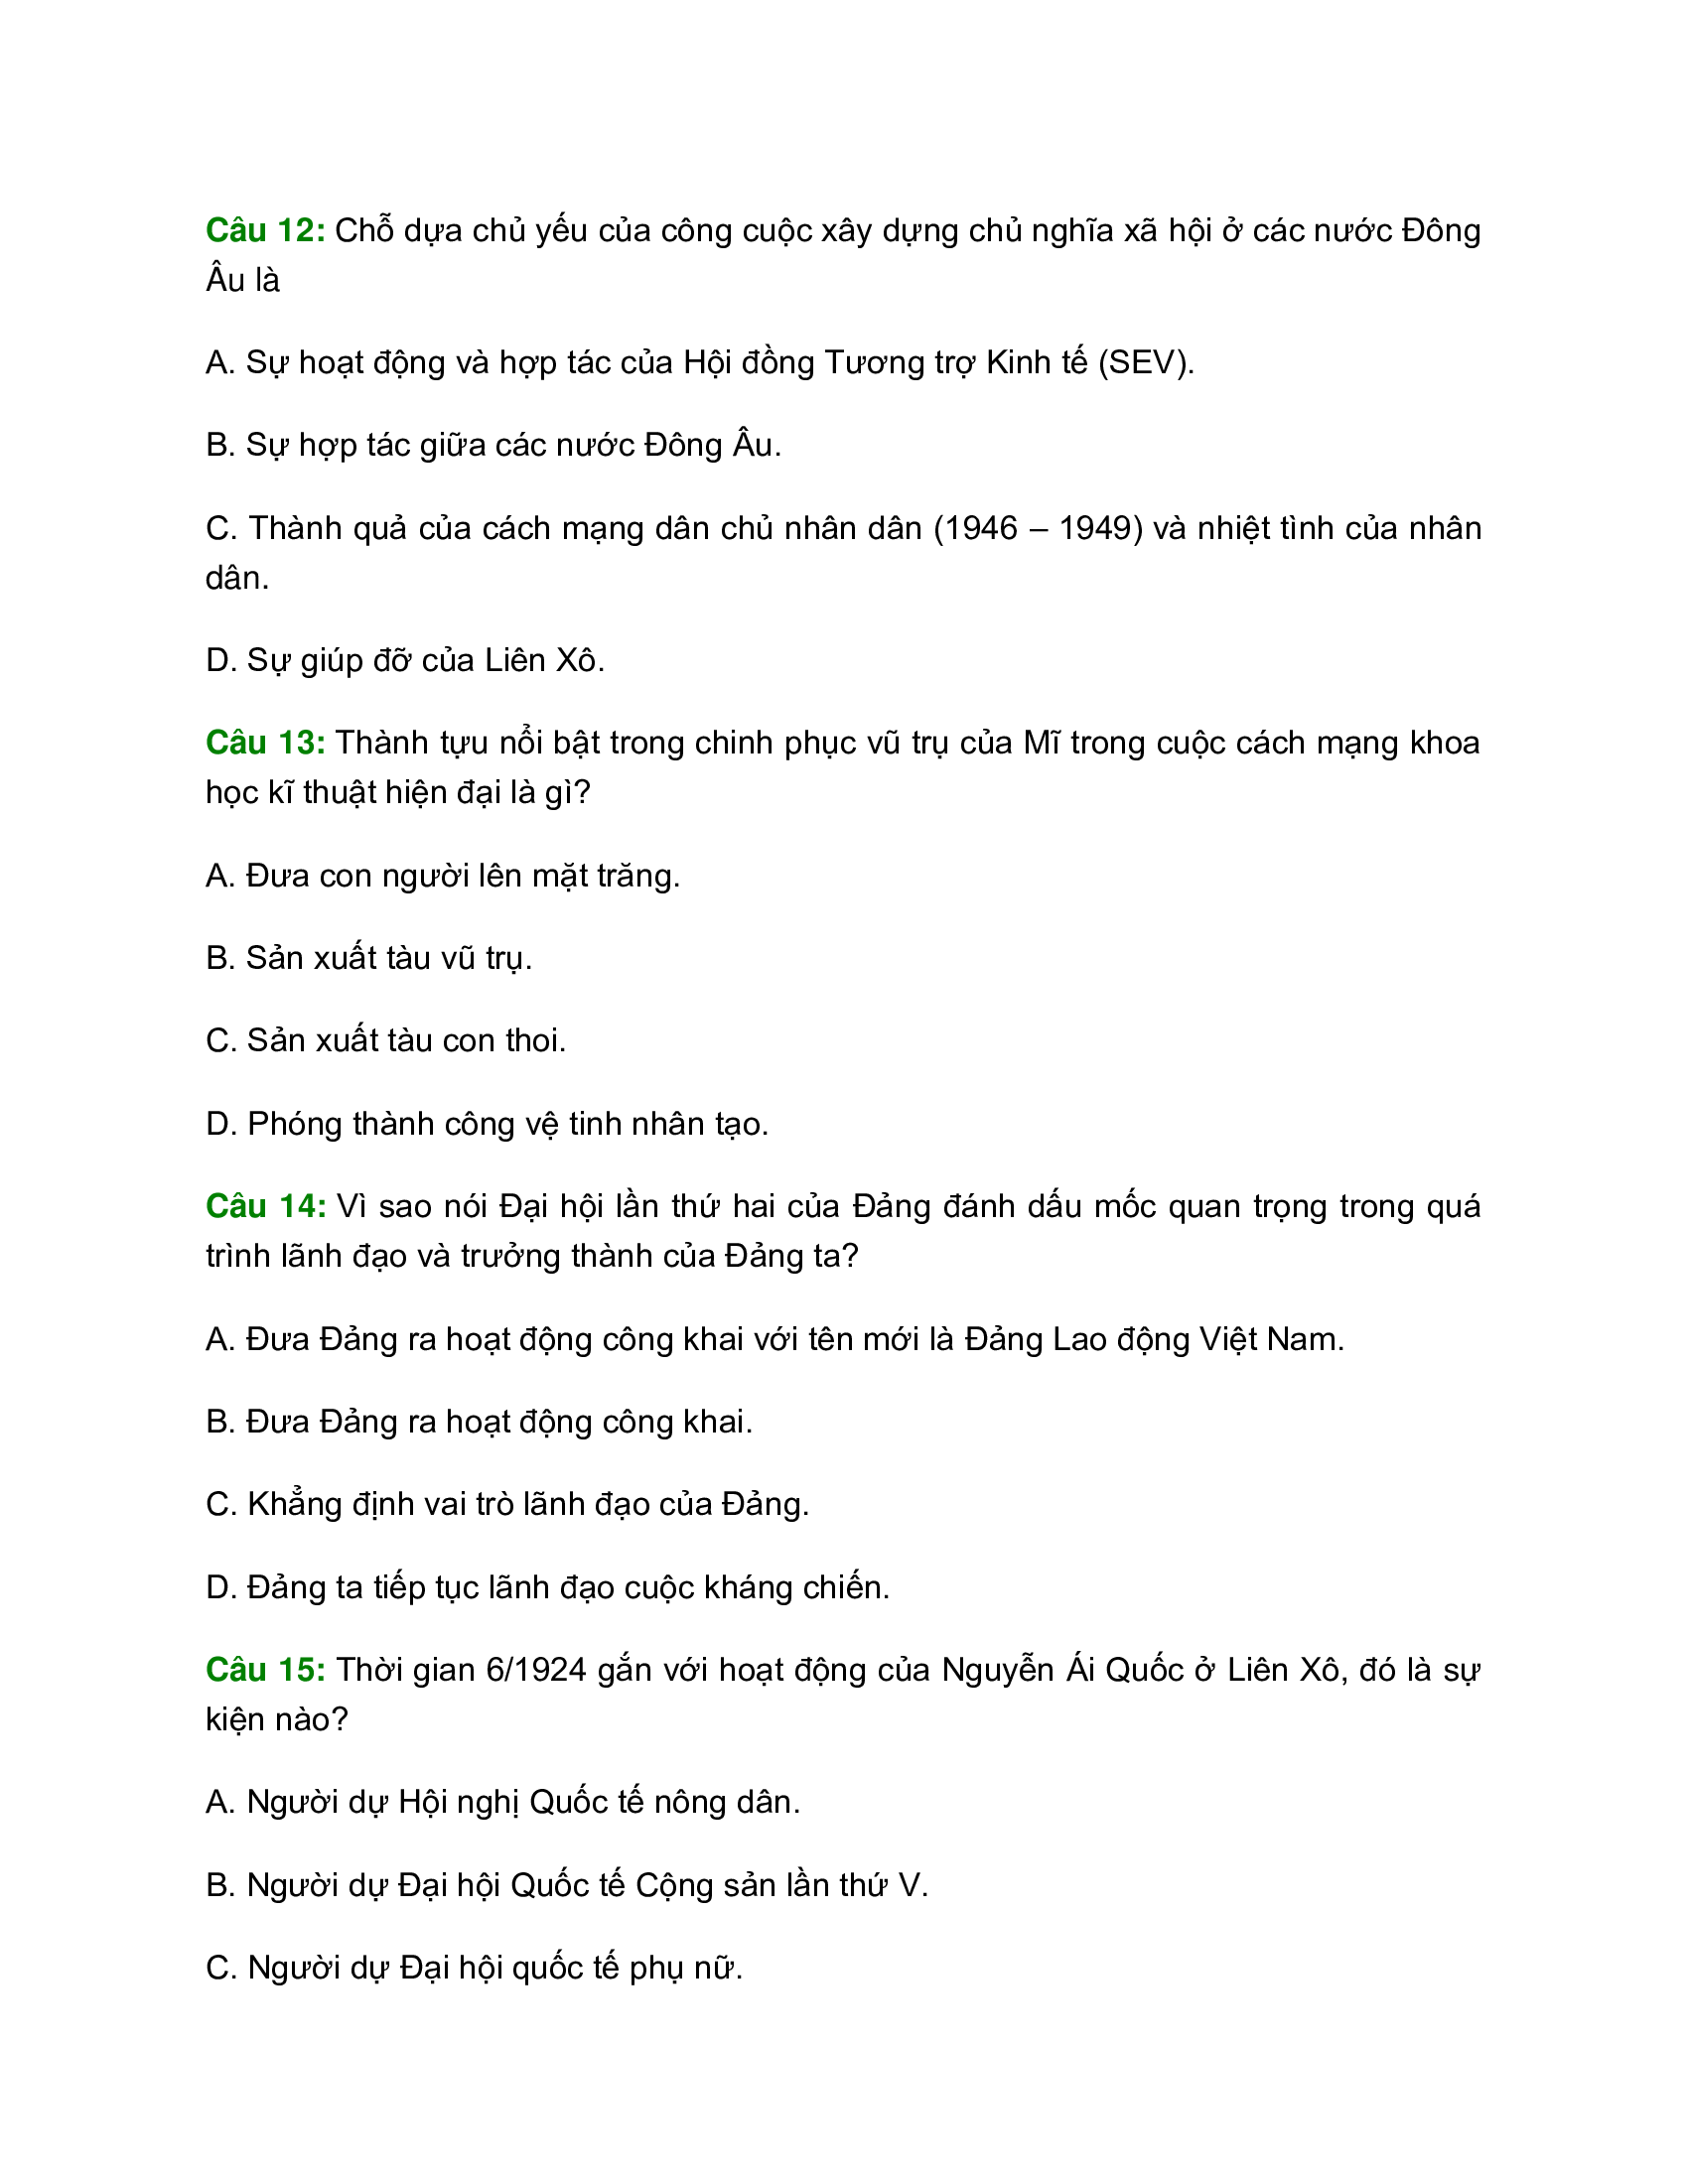 Câu 12: Chỗ dựa chủ yếu của công cuộc xây dựng chủ nghĩa xã hội ở các nước Đông
Âu là
A. Sự hoạt động và hợp tác của Hội đồng Tương trợ Kinh tế (SEV).
B. Sự hợp tác giữa các nước Đông Âu.
C. Thành quả của cách mạng dân chủ nhân dân (1946 – 1949) và nhiệt tình của nhân
dân.
D. Sự giúp đỡ của Liên Xô.
Câu 13: Thành tựu nổi bật trong chinh phục vũ trụ của Mĩ trong cuộc cách mạng khoa
học kĩ thuật hiện đại là gì?
A. Đưa con người lên mặt trăng.
B. Sản xuất tàu vũ trụ.
C. Sản xuất tàu con thoi.
D. Phóng thành công vệ tinh nhân tạo.
Câu 14: Vì sao nói Đại hội lần thứ hai của Đảng đánh dấu mốc quan trọng trong quá
trình lãnh đạo và trưởng thành của Đảng ta?
A. Đưa Đảng ra hoạt động công khai với tên mới là Đảng Lao động Việt Nam.
B. Đưa Đảng ra hoạt động công khai.
C. Khẳng định vai trò lãnh đạo của Đảng.
D. Đảng ta tiếp tục lãnh đạo cuộc kháng chiến.
Câu 15: Thời gian 6/1924 gắn với hoạt động của Nguyễn Ái Quốc ở Liên Xô, đó là sự
kiện nào?
A. Người dự Hội nghị Quốc tế nông dân.
B. Người dự Đại hội Quốc tế Cộng sản lần thứ V.
C. Người dự Đại hội quốc tế phụ nữ.